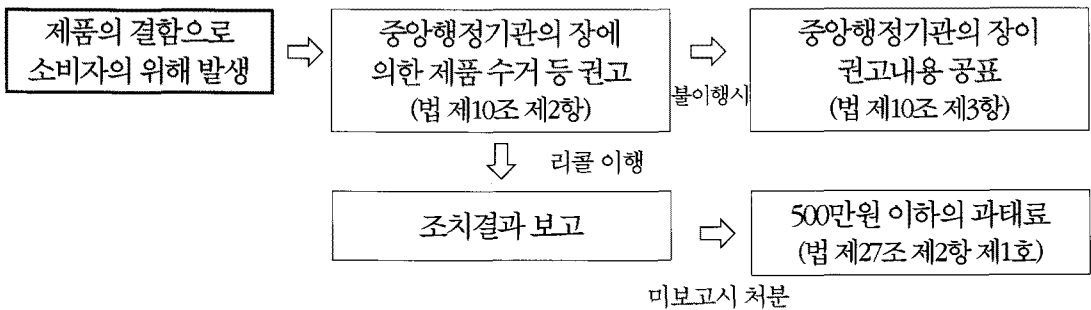 제품의 결함으로
소비자의 위해 발생
중앙행정기관의 장에
의한 제품 수거 등 권고
(법 제10조 제2항)
불이행시
중앙행정기관의 장이
권고내용 공표
(법 제10조 제3항)
리콜 이행
조치결과 보고
500만원 이하의 과태료
(법 제27조 제2항 제1호)
미보고시 처분